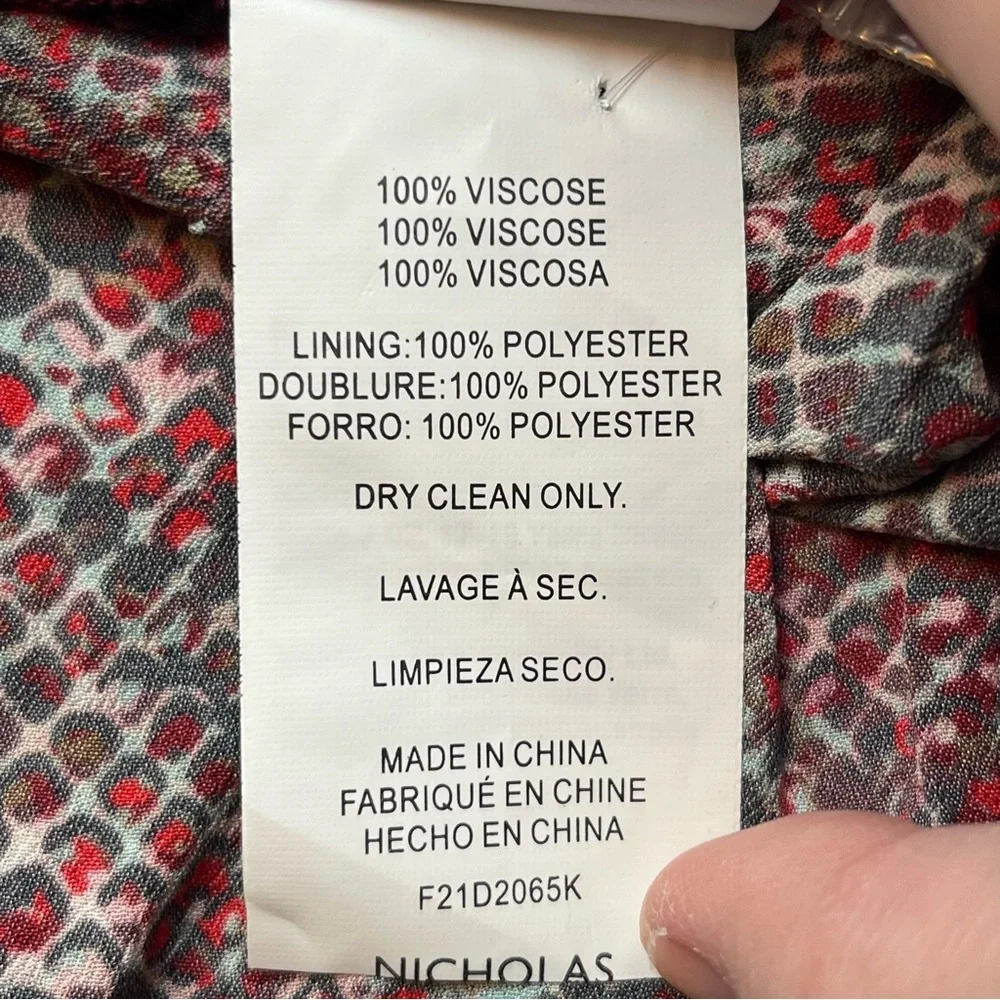 100% VISCOSE
100% VISCOSE
100% VISCOSA
LINING:100% POLYESTER
DOUBLURE:100% POLYESTER
FORRO: 100% POLYESTER
DRY CLEAN ONLY.
LAVAGE À SEC.
LIMPIEZA SECO.
MADE IN CHINA
FABRIQUÉ EN CHINE
HECHO EN CHINA
F21D2065K
NICHOLAS